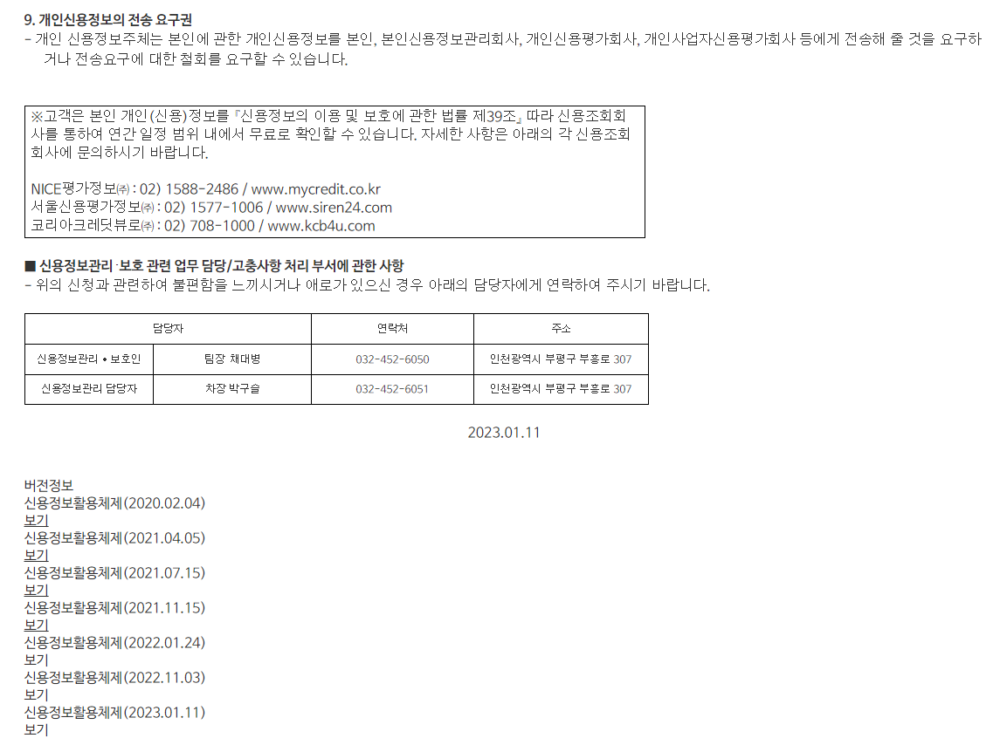 9. 개인신용정보의 전송 요구권
- 개인 신용정보주체는 본인에 관한 개인신용정보를 본인, 본인신용정보관리회사, 개인신용평가회사, 개인사업자신용평가회사 등에게 전송해 줄 것을 요구하
거나 전송요구에 대한 철회를 요구할 수 있습니다.
※고객은 본인 개인(신용)정보를 『신용정보의 이용 및 보호에 관한 법률 제39조』 따라 신용조회회
사를 통하여 연간 일정 범위 내에서 무료로 확인할 수 있습니다. 자세한 사항은 아래의 각 신용조회
회사에 문의하시기 바랍니다.
NICE평가정보㈜ : 02) 1588-2486 / www.mycredit.co.kr
서울신용평가정보㈜ : 02) 1577-1006 / www.siren24.com
코리아크레딧뷰로㈜ : 02) 708-1000 / www.kcb4u.com
■ 신용정보관리·보호 관련 업무 담당/고충사항 처리 부서에 관한 사항
- 위의 신청과 관련하여 불편함을 느끼시거나 애로가 있으신 경우 아래의 담당자에게 연락하여 주시기 바랍니다.
담당자 연락처 주소
신용정보관리 • 보호인 팀장 채대병 032-452-6050 인천광역시 부평구 부흥로 307
신용정보관리 담당자 차장 박구슬 032-452-6051 인천광역시 부평구 부흥로 307
2023.01.11
버전정보
신용정보활용체제(2020.02.04)
보기
신용정보활용체제(2021.04.05)
보기
신용정보활용체제(2021.07.15)
보기
신용정보활용체제(2021.11.15)
보기
신용정보활용체제(2022.01.24)
보기
신용정보활용체제(2022.11.03)
보기
신용정보활용체제(2023.01.11)
보기